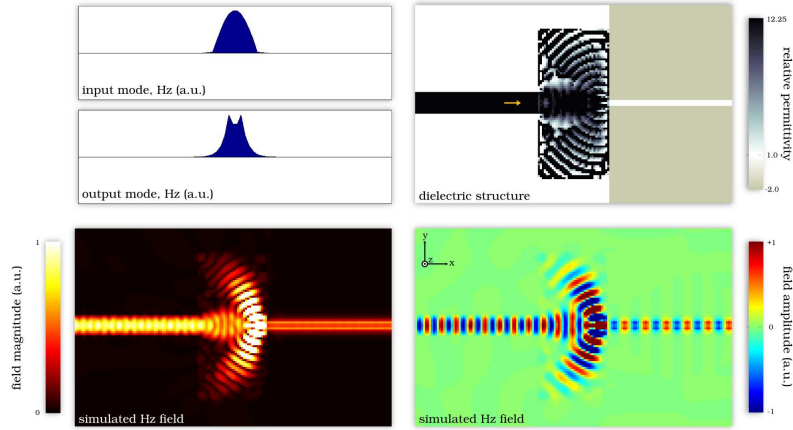 input mode, Hz (a.u.)
output mode, Hz (a.u.)
dielectric structure
12.25
1.0
-2.0
relative permittivity
1
0
field magnitude (a.u.)
simulated Hz field
y
z
x
simulated Hz field
+1
0
-1
field amplitude (a.u.)